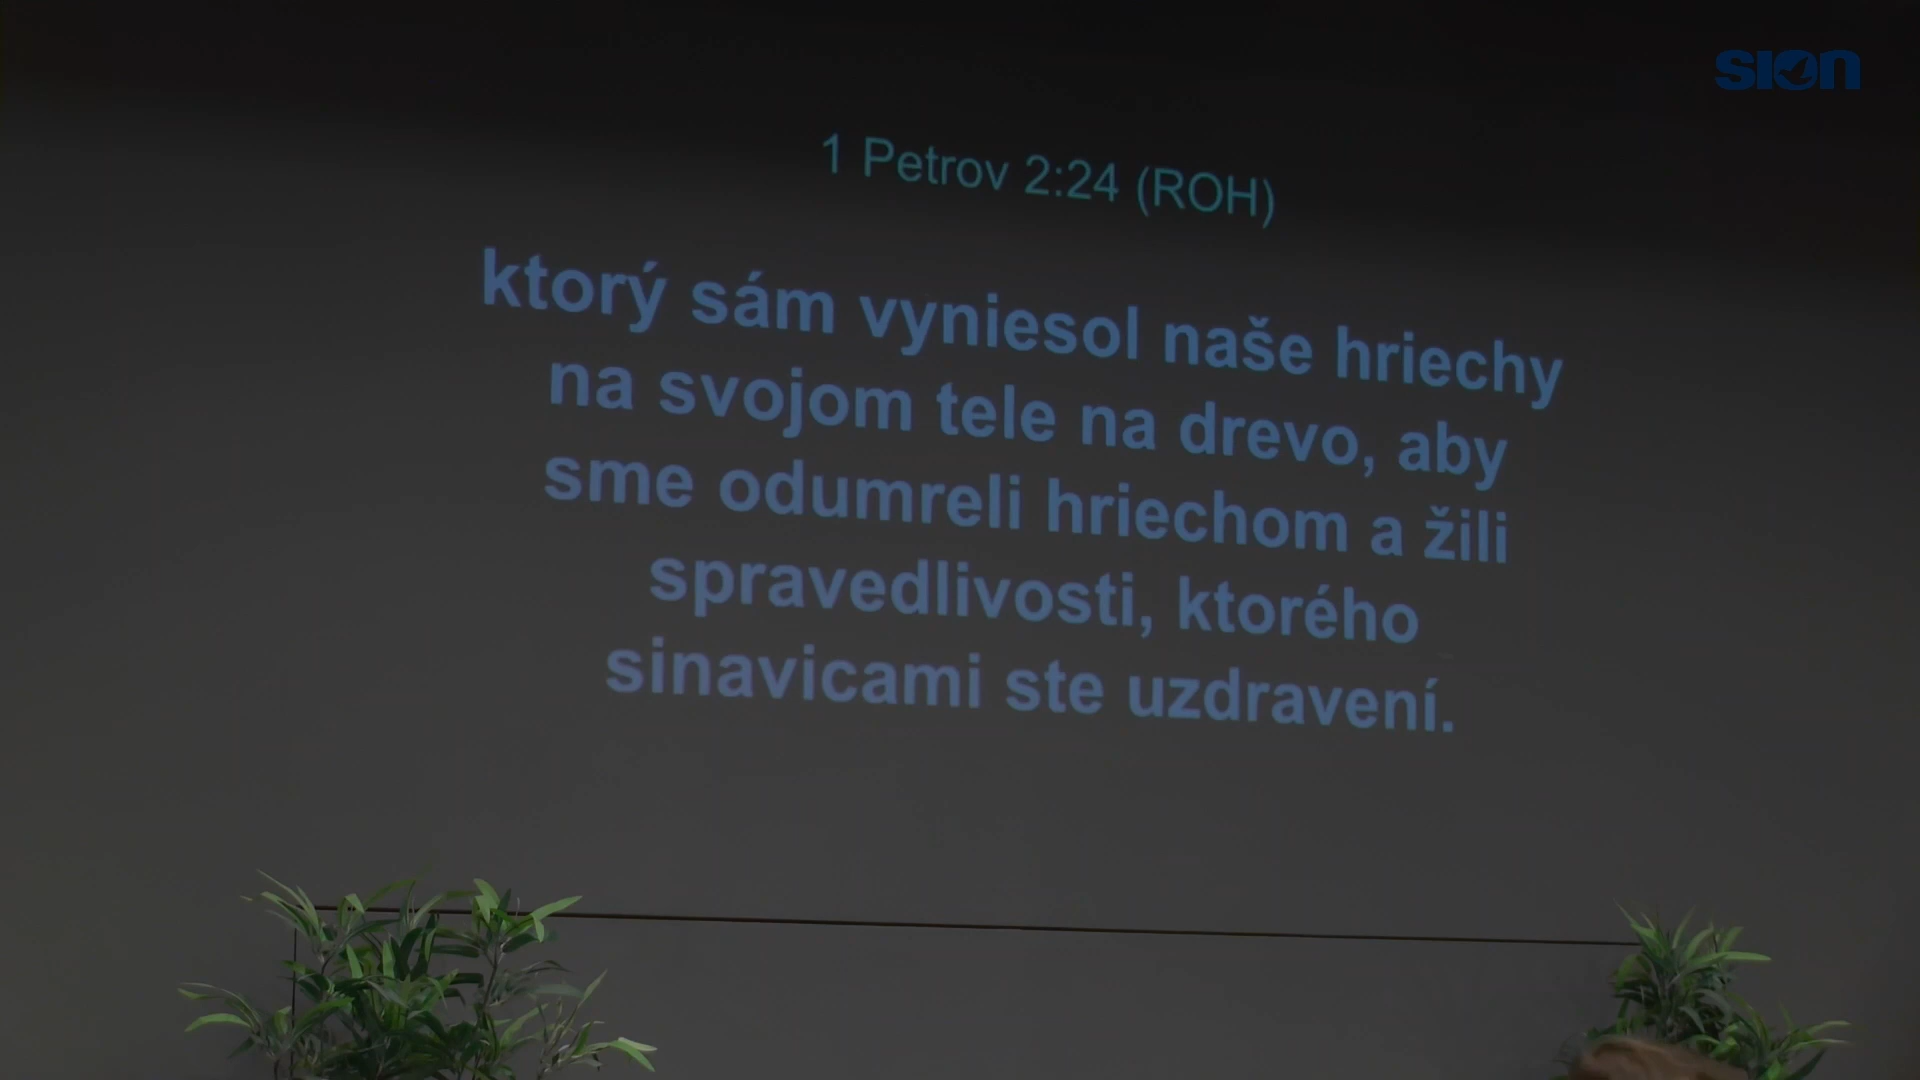 sion
1 Petrov 2:24 (ROH)
ktorý sám vyniesol naše hriechy
na svojom tele na drevo, aby
sme odumreli hriechom a žili
spravedlivosti, ktorého
sinavicami ste uzdravení.